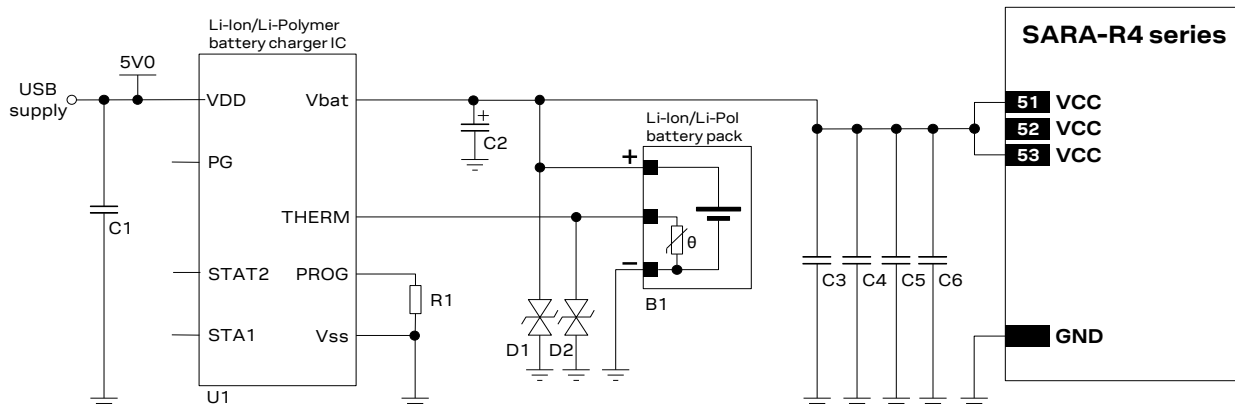 Li-Ion/Li-Polymer
battery charger IC
USB
supply
5V0
VDD
Vbat
PG
THERM
STAT2
PROG
STA1
Vss
U1
C1
R1
+
C2
D1
D2
Li-Ion/Li-Pol
battery pack
+
θ
–
B1
C3
C4
C5
C6
SARA-R4 series
51 VCC
52 VCC
53 VCC
GND